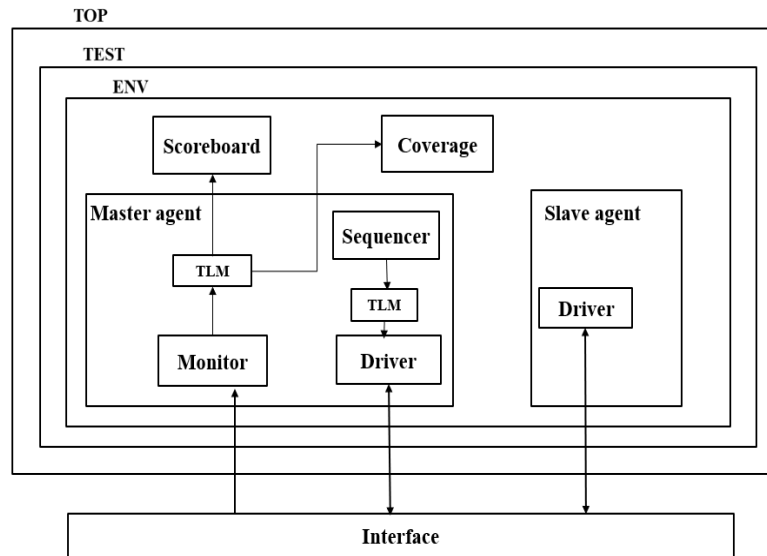 TOP
TEST
ENV
Scoreboard
Coverage
Master agent
Slave agent
Sequencer
TLM
TLM
Driver
Monitor
Driver
Interface